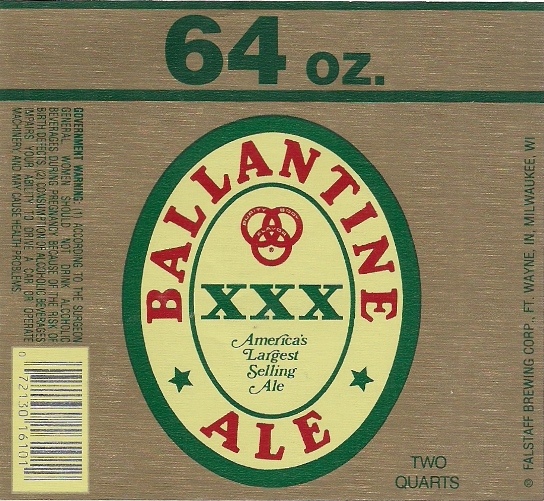 64 oz.
BALLANTINE
PURITY BODY
FLAVOR
®
XXX
America's
Largest
Selling
Ale
ALE
TWO
QUARTS
GOVERNMENT WARNING: (1) ACCORDING TO THE SURGEON
GENERAL WOMEN SHOULD NOT DRINK ALCOHOLIC
BEVERAGES DURING PREGNANCY BECAUSE OF THE RISK OF
BIRTH DEFECTS. (2) CONSUMPTION OF ALCOHOLIC BEVERAGES
IMPAIRS YOUR ABILITY TO DRIVE A CAR OR OPERATE
MACHINERY AND MAY CAUSE HEALTH PROBLEMS.
0 72130 16101
© FALSTAFF BREWING CORP., FT. WAYNE, IN, MILWAUKEE, WI